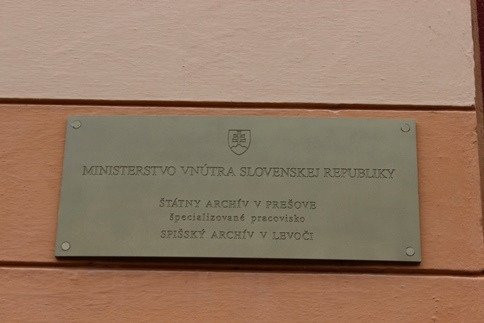 MINISTERSTVO VNÚTRA SLOVENSKEJ REPUBLIKY
ŠTÁTNY ARCHÍV V PREŠOVE
špecializované pracovisko
SPIŠSKÝ ARCHÍV V LEVOČI